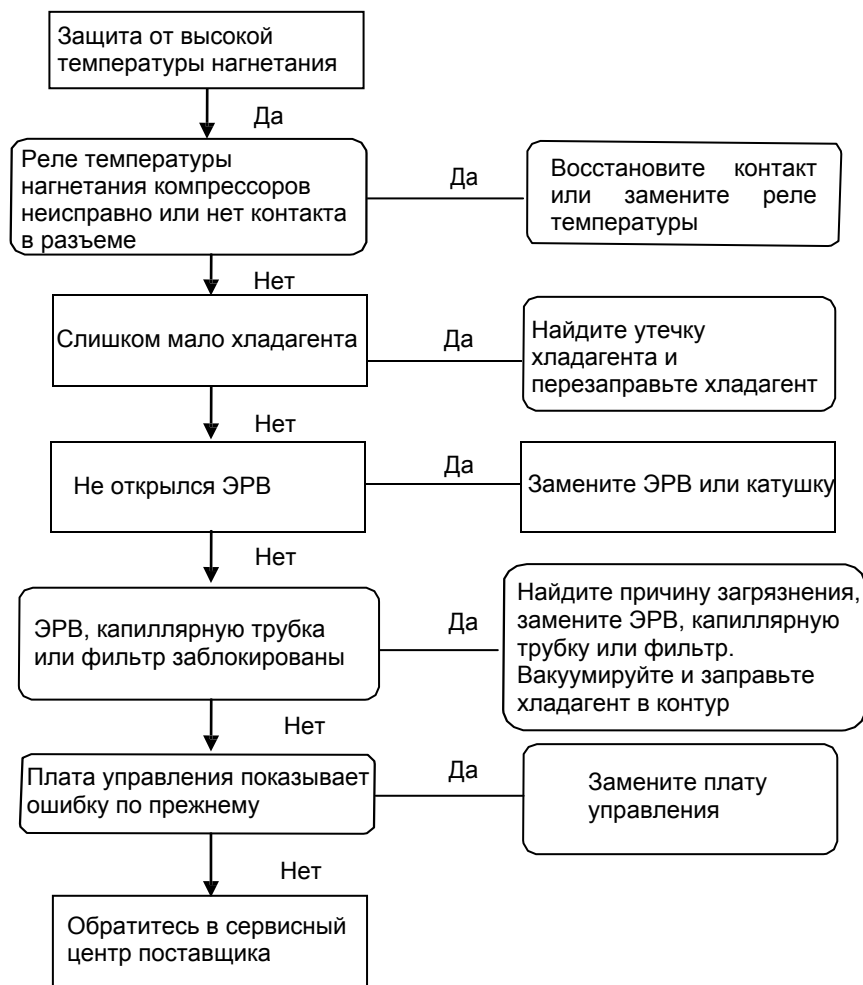 Защита от высокой
температуры нагнетания
Да
Реле температуры
нагнетания компрессоров
неисправно или нет контакта
в разъеме
Да
Восстановите контакт
или замените реле
температуры
Нет
Слишком мало хладагента
Да
Найдите утечку
хладагента и
перезаправьте хладагент
Нет
Не открылся ЭРВ
Да
Замените ЭРВ или катушку
Нет
ЭРВ, капиллярную трубка
или фильтр заблокированы
Да
Найдите причину загрязнения,
замените ЭРВ, капиллярную
трубку или фильтр.
Вакуумируйте и заправьте
хладагент в контур
Нет
Плата управления показывает
ошибку по прежнему
Да
Замените плату
управления
Нет
Обратитесь в сервисный
центр поставщика